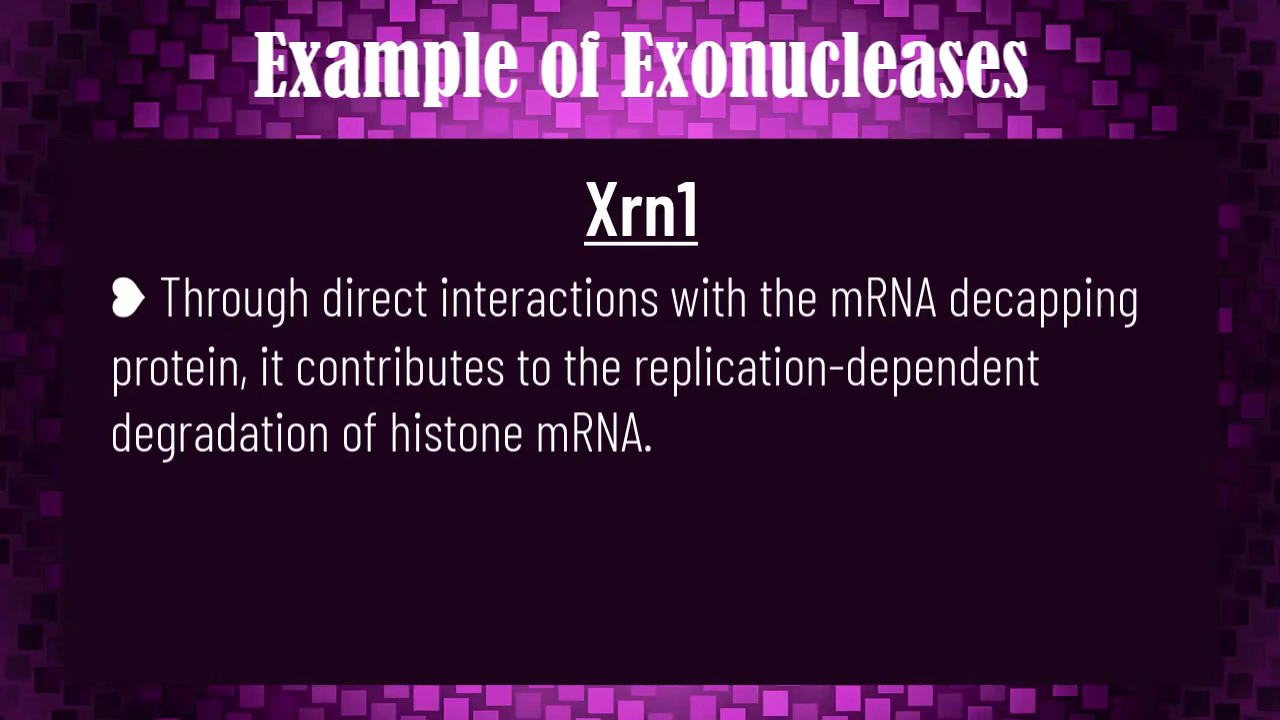 Example of Exonucleases
Xrn1
❥ Through direct interactions with the mRNA decapping
protein, it contributes to the replication-dependent
degradation of histone mRNA.